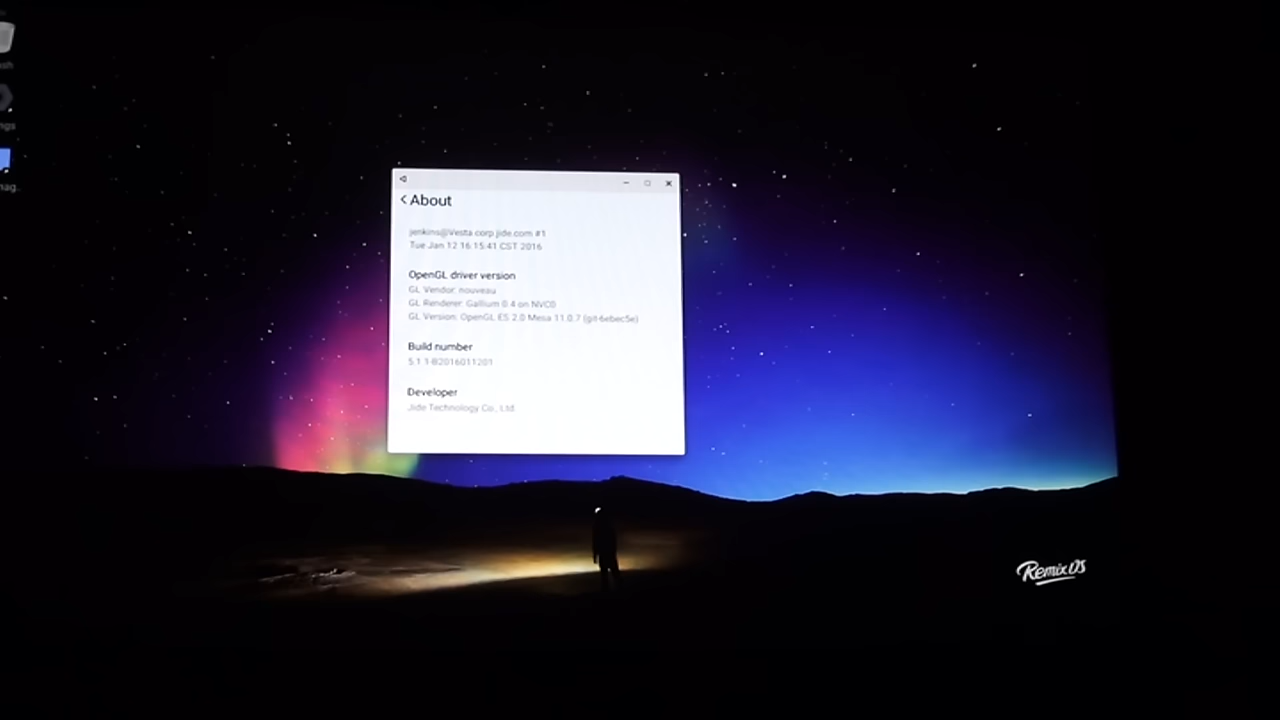 About
jenkins@Vesta.corp.jide.com #1
Tue Jan 12 16:15:41 CST 2016
OpenGL driver version
GL Vendor: nouveau
GL Renderer: Gallium 0.4 on NVC0
GL Version: OpenGL ES 2.0 Mesa 11.0.7 (git-6ebec5e)
Build number
5.1.1-B2016011201
Developer
Jide Technology Co., Ltd.
Remix OS